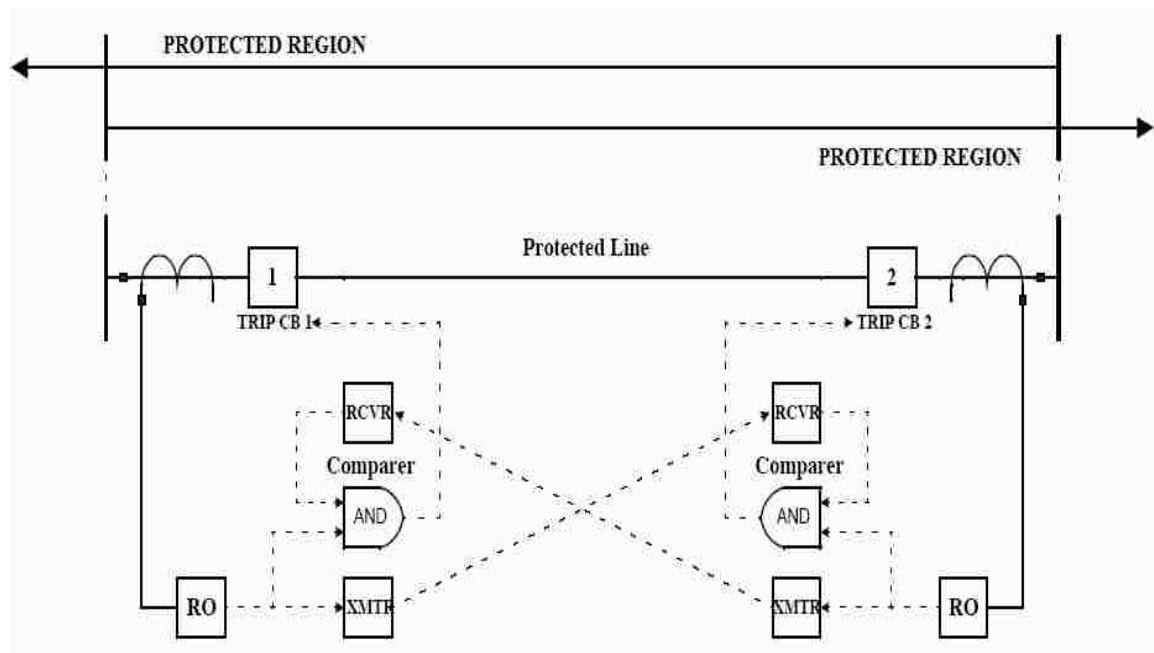 PROTECTED REGION
PROTECTED REGION
Protected Line
1
2
TRIP CB 1
TRIP CB 2
RCVR
RCVR
Comparer
Comparer
AND
AND
RO
XMTR
XMTR
RO